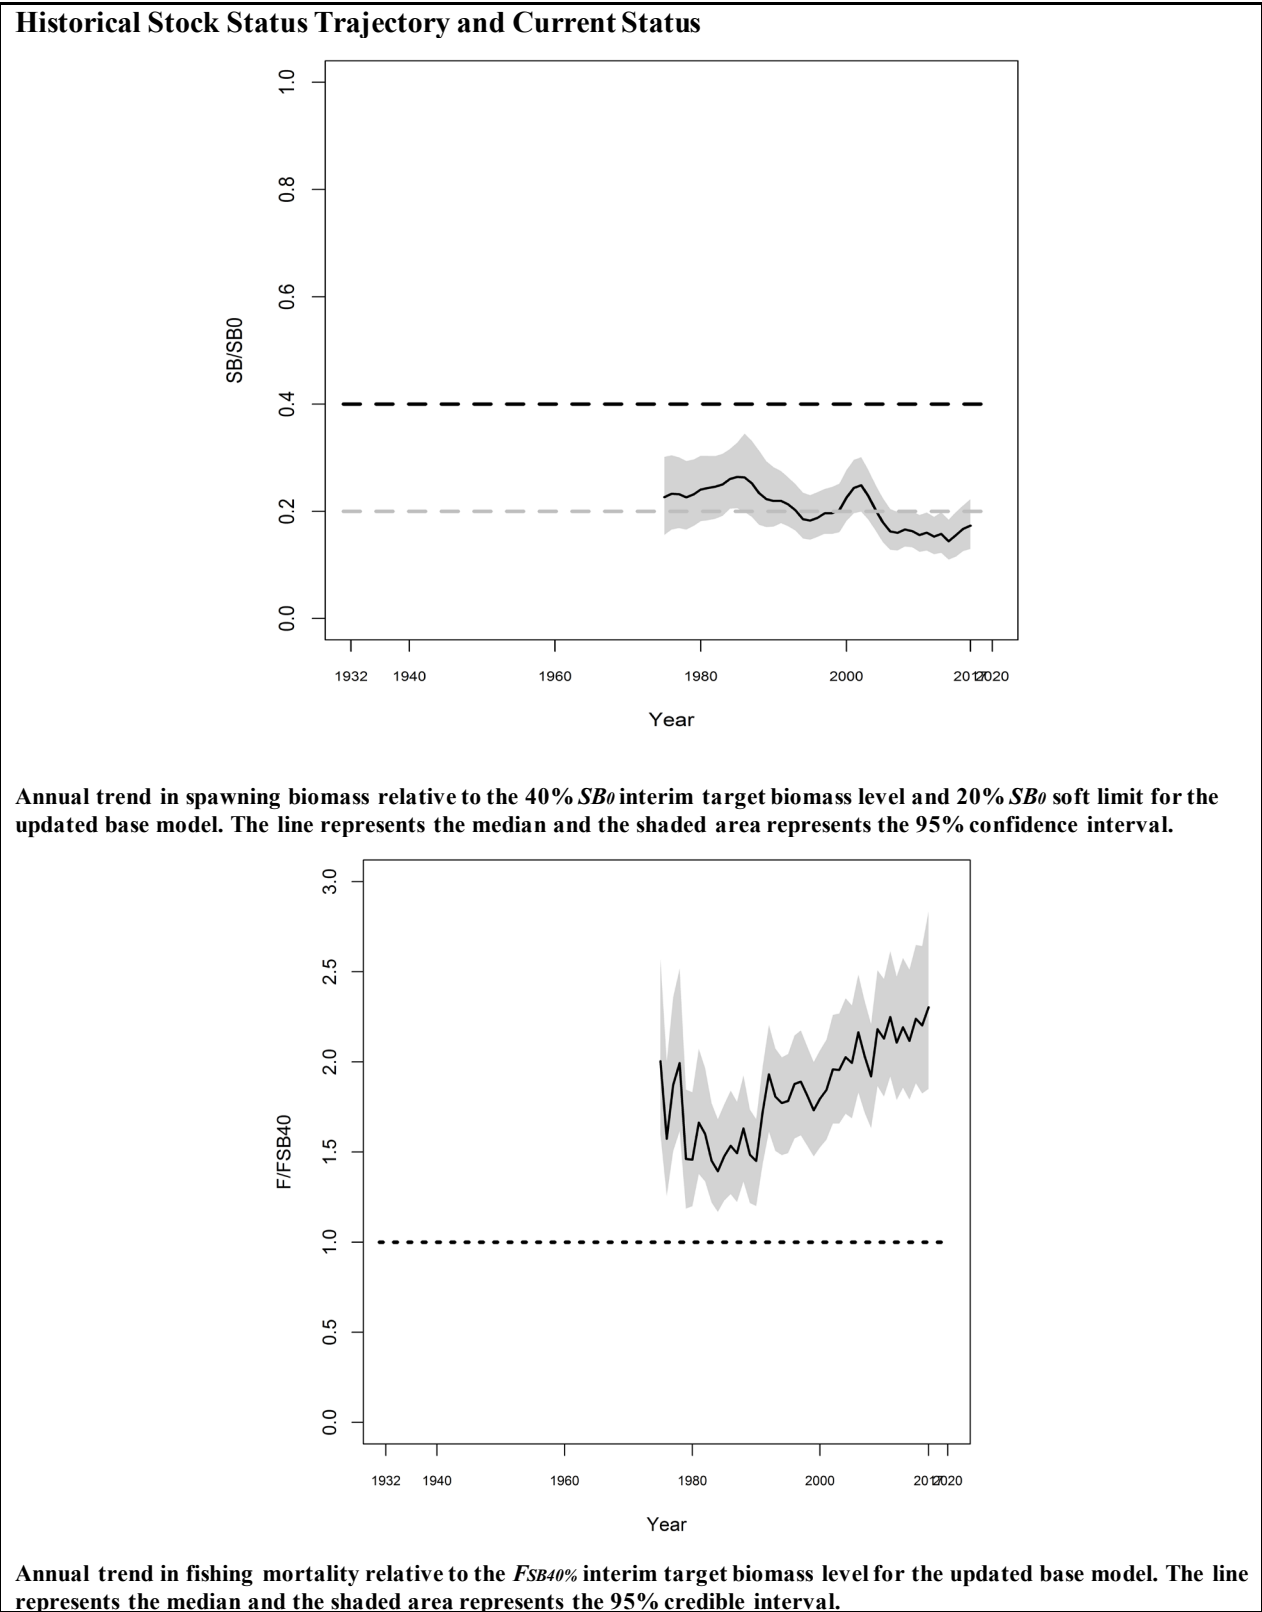 Historical Stock Status Trajectory and Current Status
1.0
0.8
0.6
0.4
0.2
0.0
SB/SB0
1932 1940 1960 1980 2000 2017 2020
Year
Annual trend in spawning biomass relative to the 40% SB0 interim target biomass level and 20% SB0 soft limit for the
updated base model. The line represents the median and the shaded area represents the 95% confidence interval.
3.0
2.5
2.0
1.5
1.0
0.5
0.0
F/FSB40
1932 1940 1960 1980 2000 2017 2020
Year
Annual trend in fishing mortality relative to the FSB40% interim target biomass level for the updated base model. The line
represents the median and the shaded area represents the 95% credible interval.